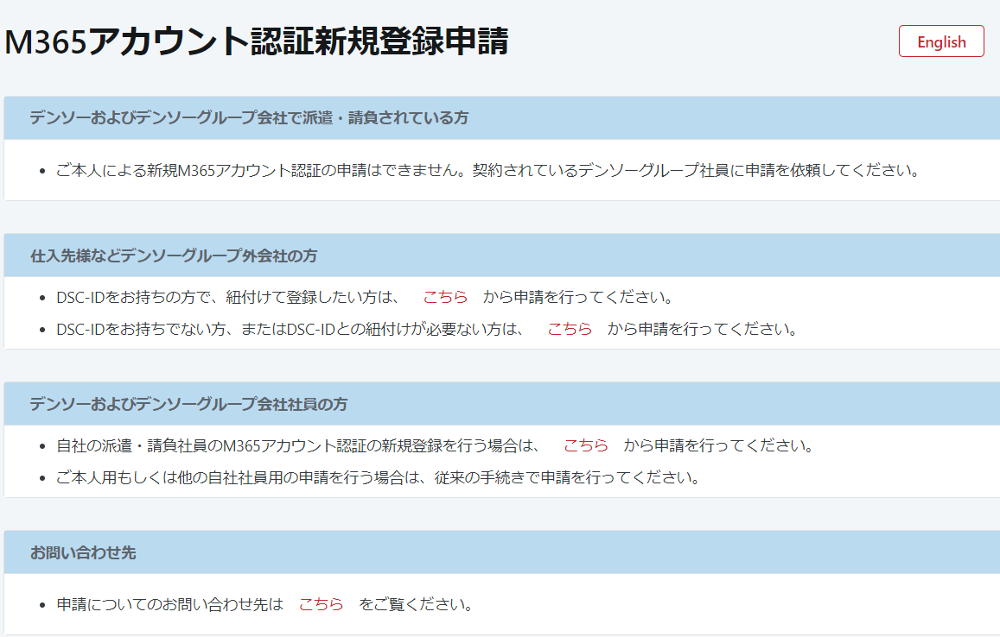 M365アカウント認証新規登録申請
English
デンソーおよびデンソーグループ会社で派遣・請負されている方
• ご本人による新規M365アカウント認証の申請はできません。契約されているデンソーグループ社員に申請を依頼してください。
仕入先様などデンソーグループ外会社の方
• DSC-IDをお持ちの方で、紐付けて登録したい方は、 こちら から申請を行ってください。
• DSC-IDをお持ちでない方、またはDSC-IDとの紐付けが必要ない方は、 こちら から申請を行ってください。
デンソーおよびデンソーグループ会社社員の方
• 自社の派遣・請負社員のM365アカウント認証の新規登録を行う場合は、 こちら から申請を行ってください。
• ご本人用もしくは他の自社社員用の申請を行う場合は、従来の手続きで申請を行ってください。
お問い合わせ先
• 申請についてのお問い合わせ先は こちら をご覧ください。